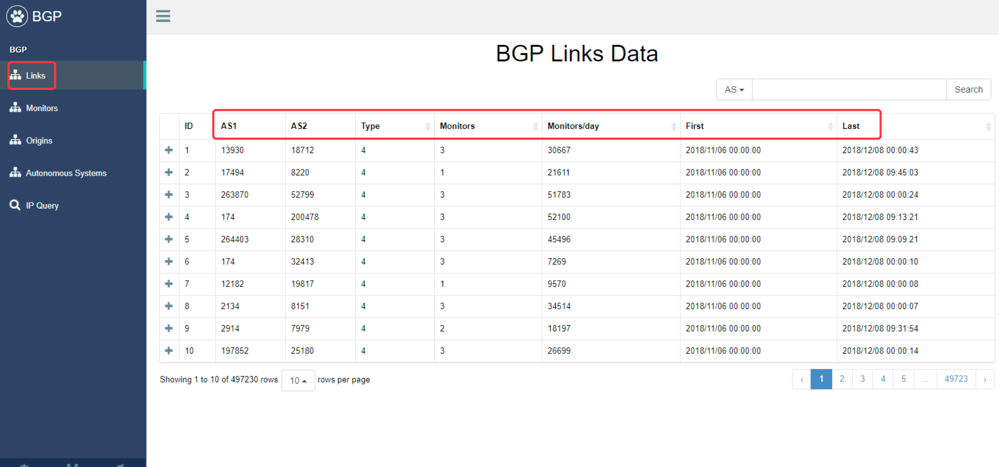 BGP
BGP
Links
Monitors
Origins
Autonomous Systems
IP Query
BGP Links Data
AS Search
ID AS1 AS2 Type Monitors Monitors/day First Last
1 13930 18712 4 3 30667 2018/11/06 00:00:00 2018/12/08 00:00:43
2 17494 8220 4 1 21611 2018/11/06 00:00:00 2018/12/08 09:45:03
3 263870 52799 4 3 51783 2018/11/06 00:00:00 2018/12/08 00:00:24
4 174 200478 4 3 52100 2018/11/06 00:00:00 2018/12/08 09:13:21
5 264403 28310 4 3 45496 2018/11/06 00:00:00 2018/12/08 09:09:21
6 174 32413 4 3 7269 2018/11/06 00:00:00 2018/12/08 00:00:10
7 12182 19817 4 1 9570 2018/11/06 00:00:00 2018/12/08 00:00:08
8 2134 8151 4 3 34514 2018/11/06 00:00:00 2018/12/08 00:00:07
9 2914 7979 4 2 18197 2018/11/06 00:00:00 2018/12/08 09:31:54
10 197852 25180 4 3 26699 2018/11/06 00:00:00 2018/12/08 00:00:14
Showing 1 to 10 of 497230 rows 10 rows per page ‹ 1 2 3 4 5 ... 49723 ›